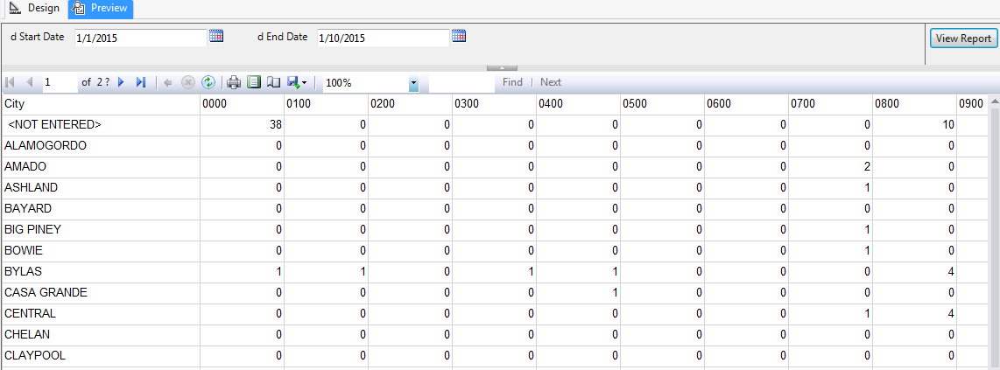 Design Preview
d Start Date 1/1/2015 d End Date 1/10/2015 View Report
1 of 2 ? 100% Find | Next
City 0000 0100 0200 0300 0400 0500 0600 0700 0800 0900
<NOT ENTERED> 38 0 0 0 0 0 0 0 10
ALAMOGORDO 0 0 0 0 0 0 0 0 0
AMADO 0 0 0 0 0 0 0 2 0
ASHLAND 0 0 0 0 0 0 0 1 0
BAYARD 0 0 0 0 0 0 0 0 0
BIG PINEY 0 0 0 0 0 0 0 1 0
BOWIE 0 0 0 0 0 0 0 1 0
BYLAS 1 1 0 1 1 0 0 0 4
CASA GRANDE 0 0 0 0 1 0 0 0 0
CENTRAL 0 0 0 0 0 0 0 1 4
CHELAN 0 0 0 0 0 0 0 0 0
CLAYPOOL 0 0 0 0 0 0 0 0 0